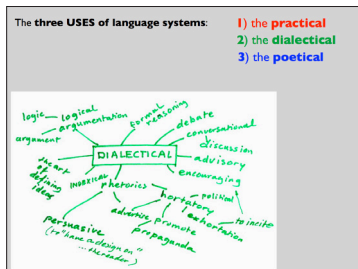 The three USES of language systems:
1) the practical
2) the dialectical
3) the poetical
logic
logical
argumentation
argument
formal
reasoning
debate
conversational
discussion
advisory
encouraging
DIALECTICAL
the art
of
defining
ideas
INDEXICAL
rhetorics
hortatory
political
exhortation
to incite
advertise
promote
propaganda
persuasive
(to "have a design on"
...the reader)